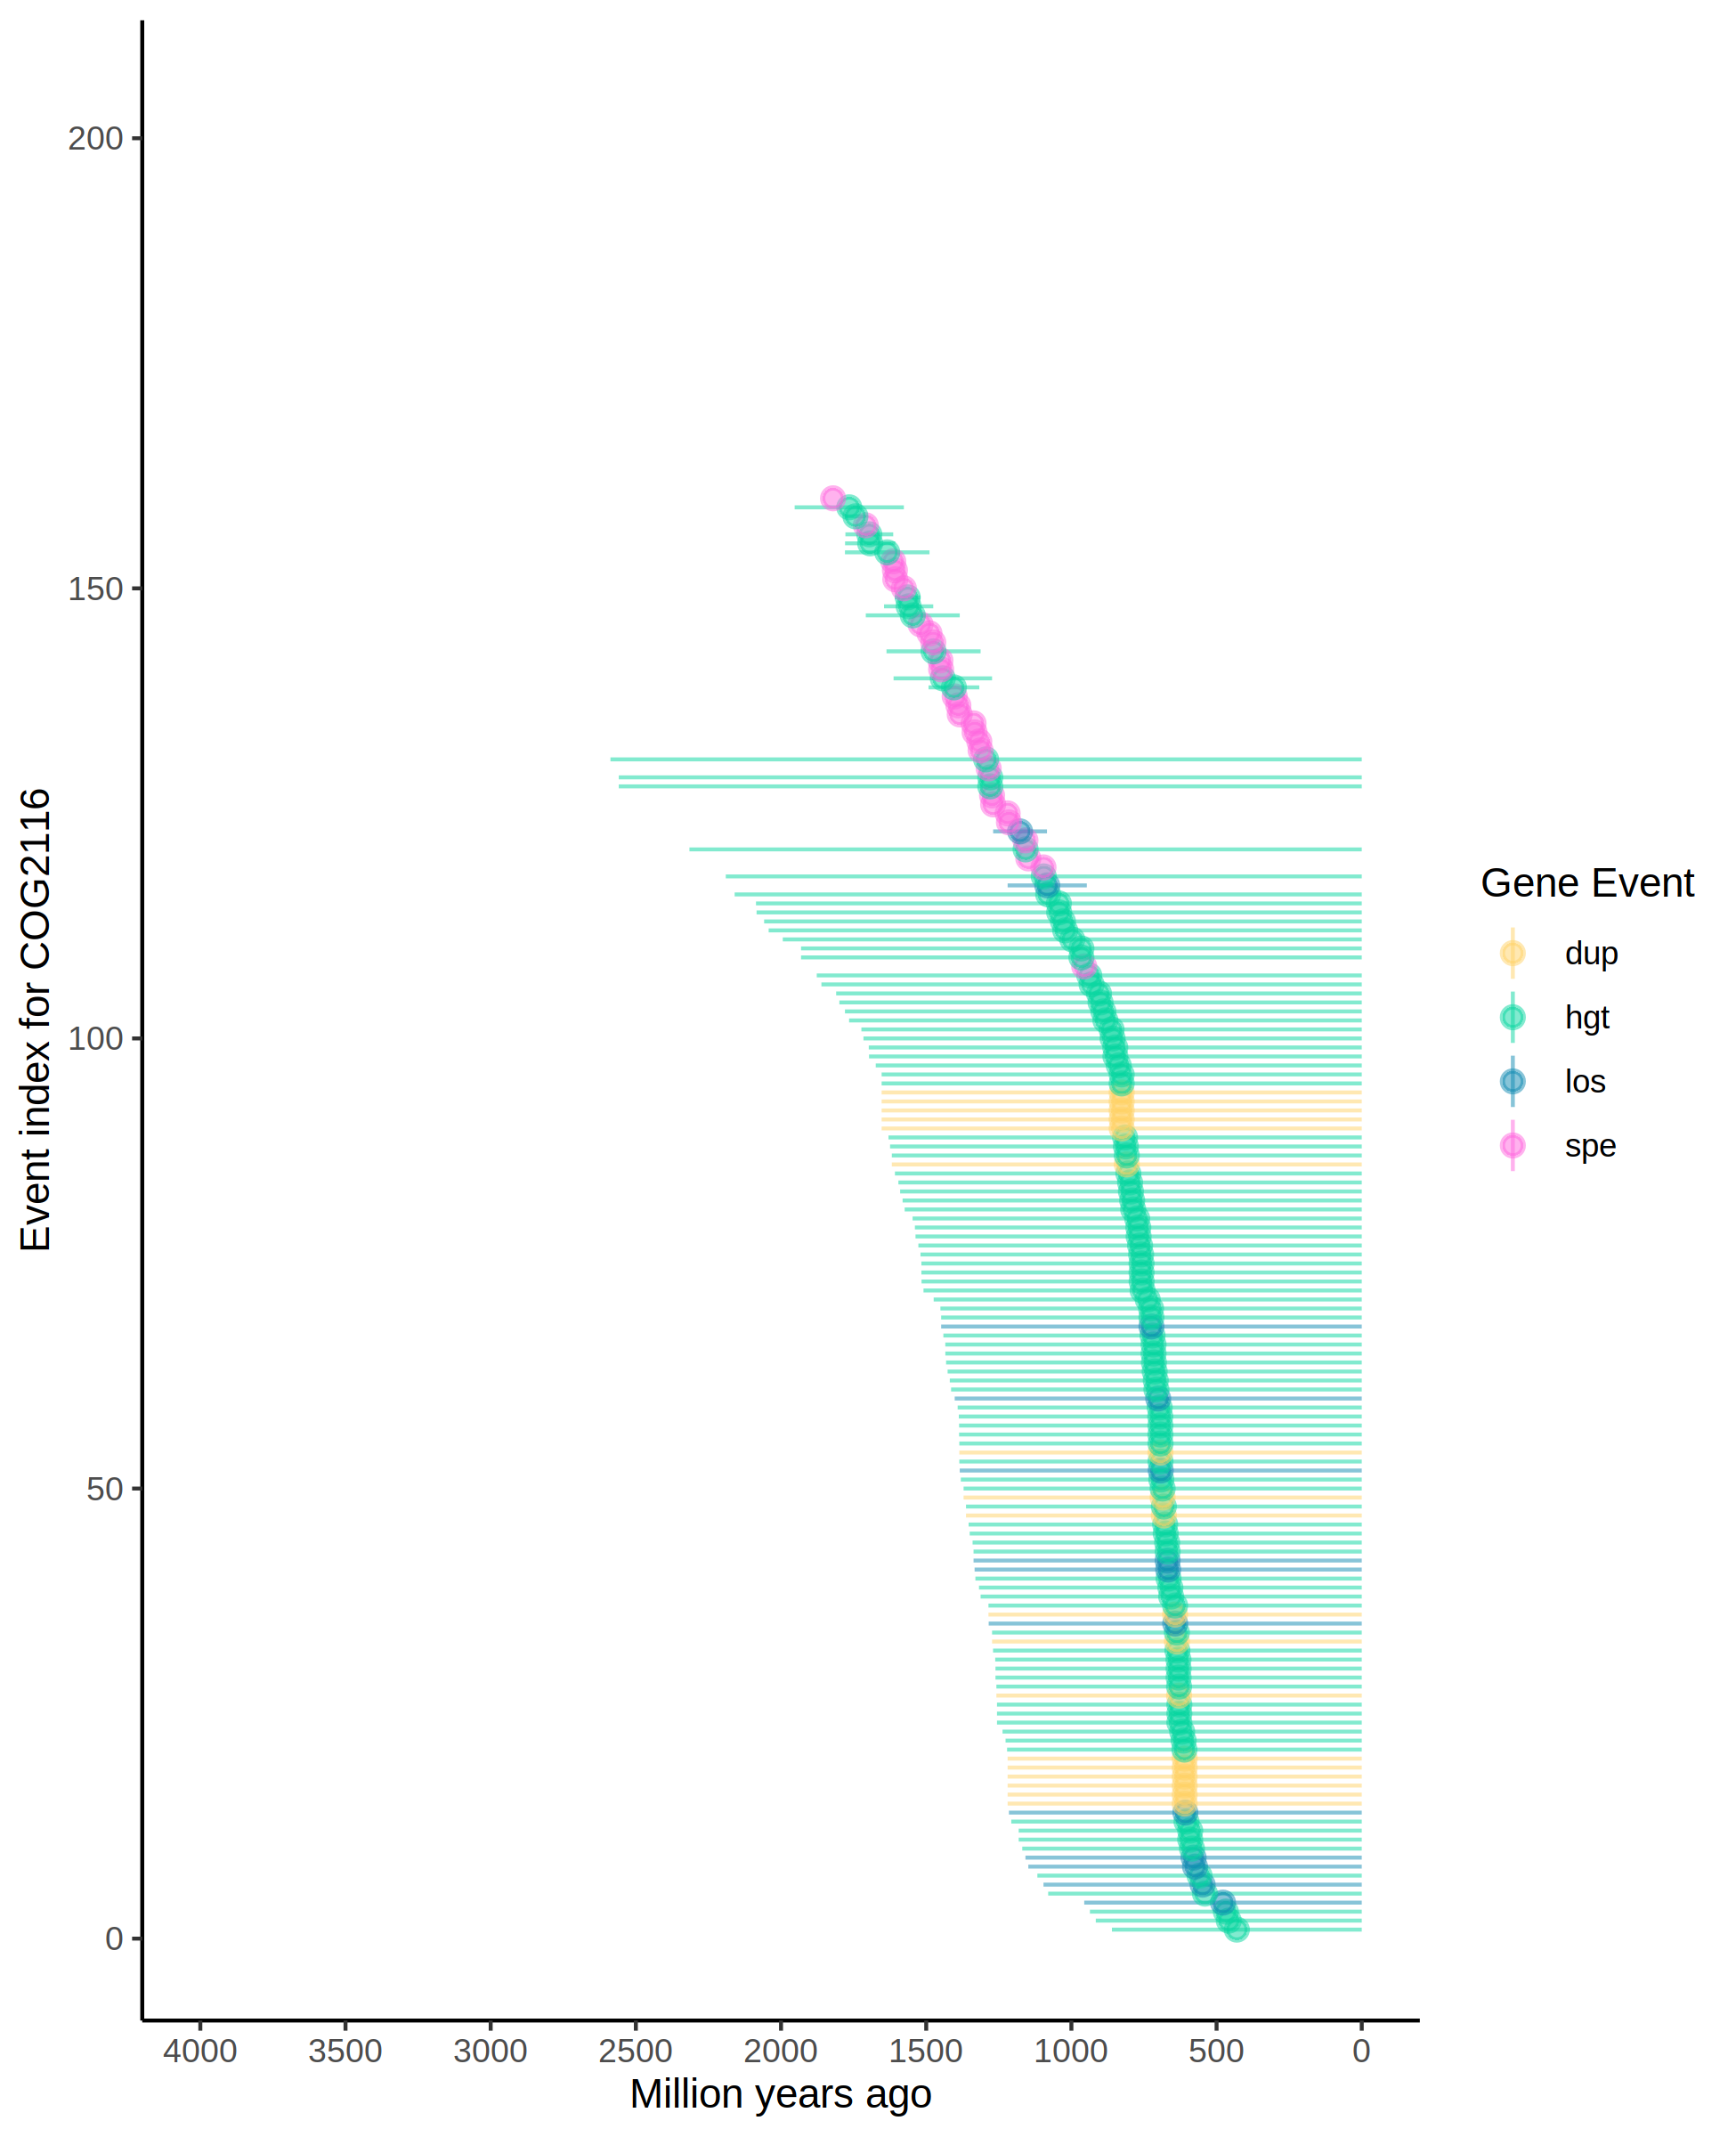 Event index for COG2116
200
150
100
50
0
4000 3500 3000 2500 2000 1500 1000 500 0
Million years ago
Gene Event
dup
hgt
los
spe